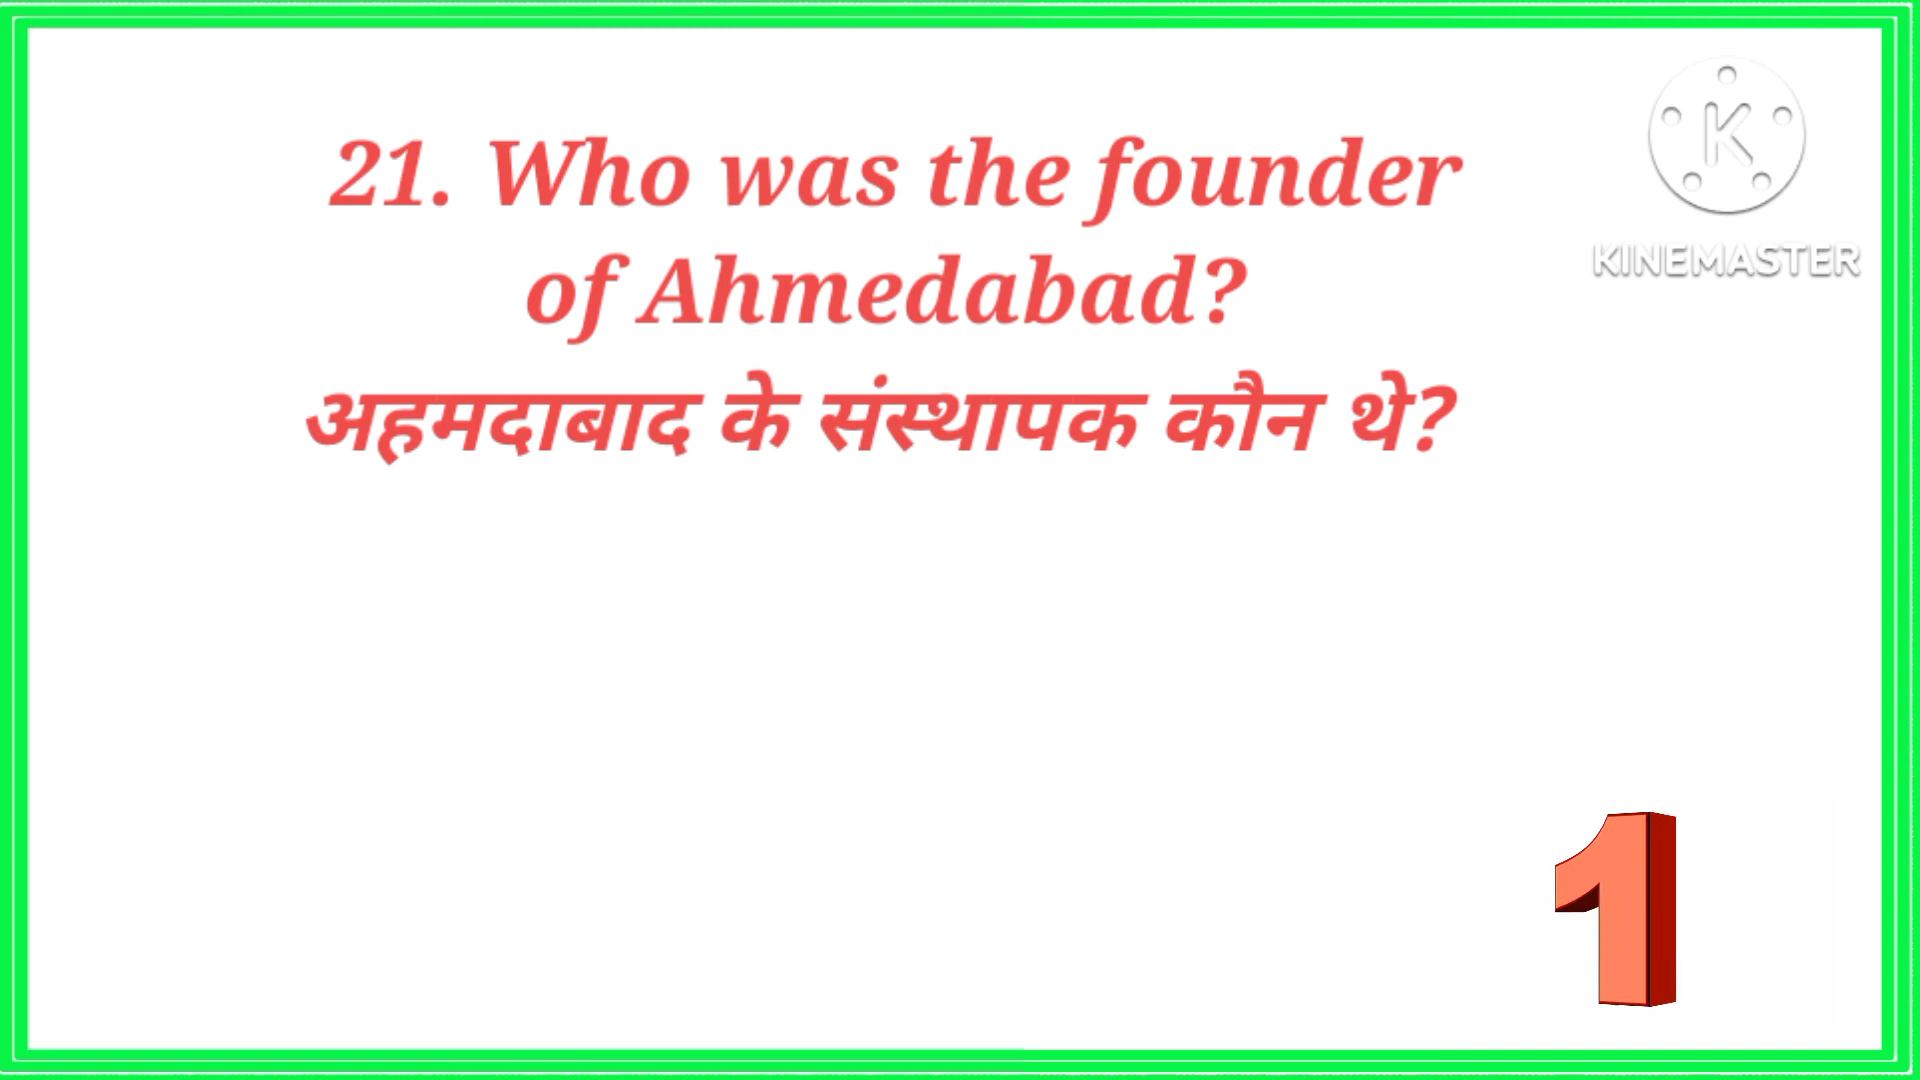 21. Who was the founder
of Ahmedabad?
अहमदाबाद के संस्थापक कौन थे?
K
KINEMASTER
1